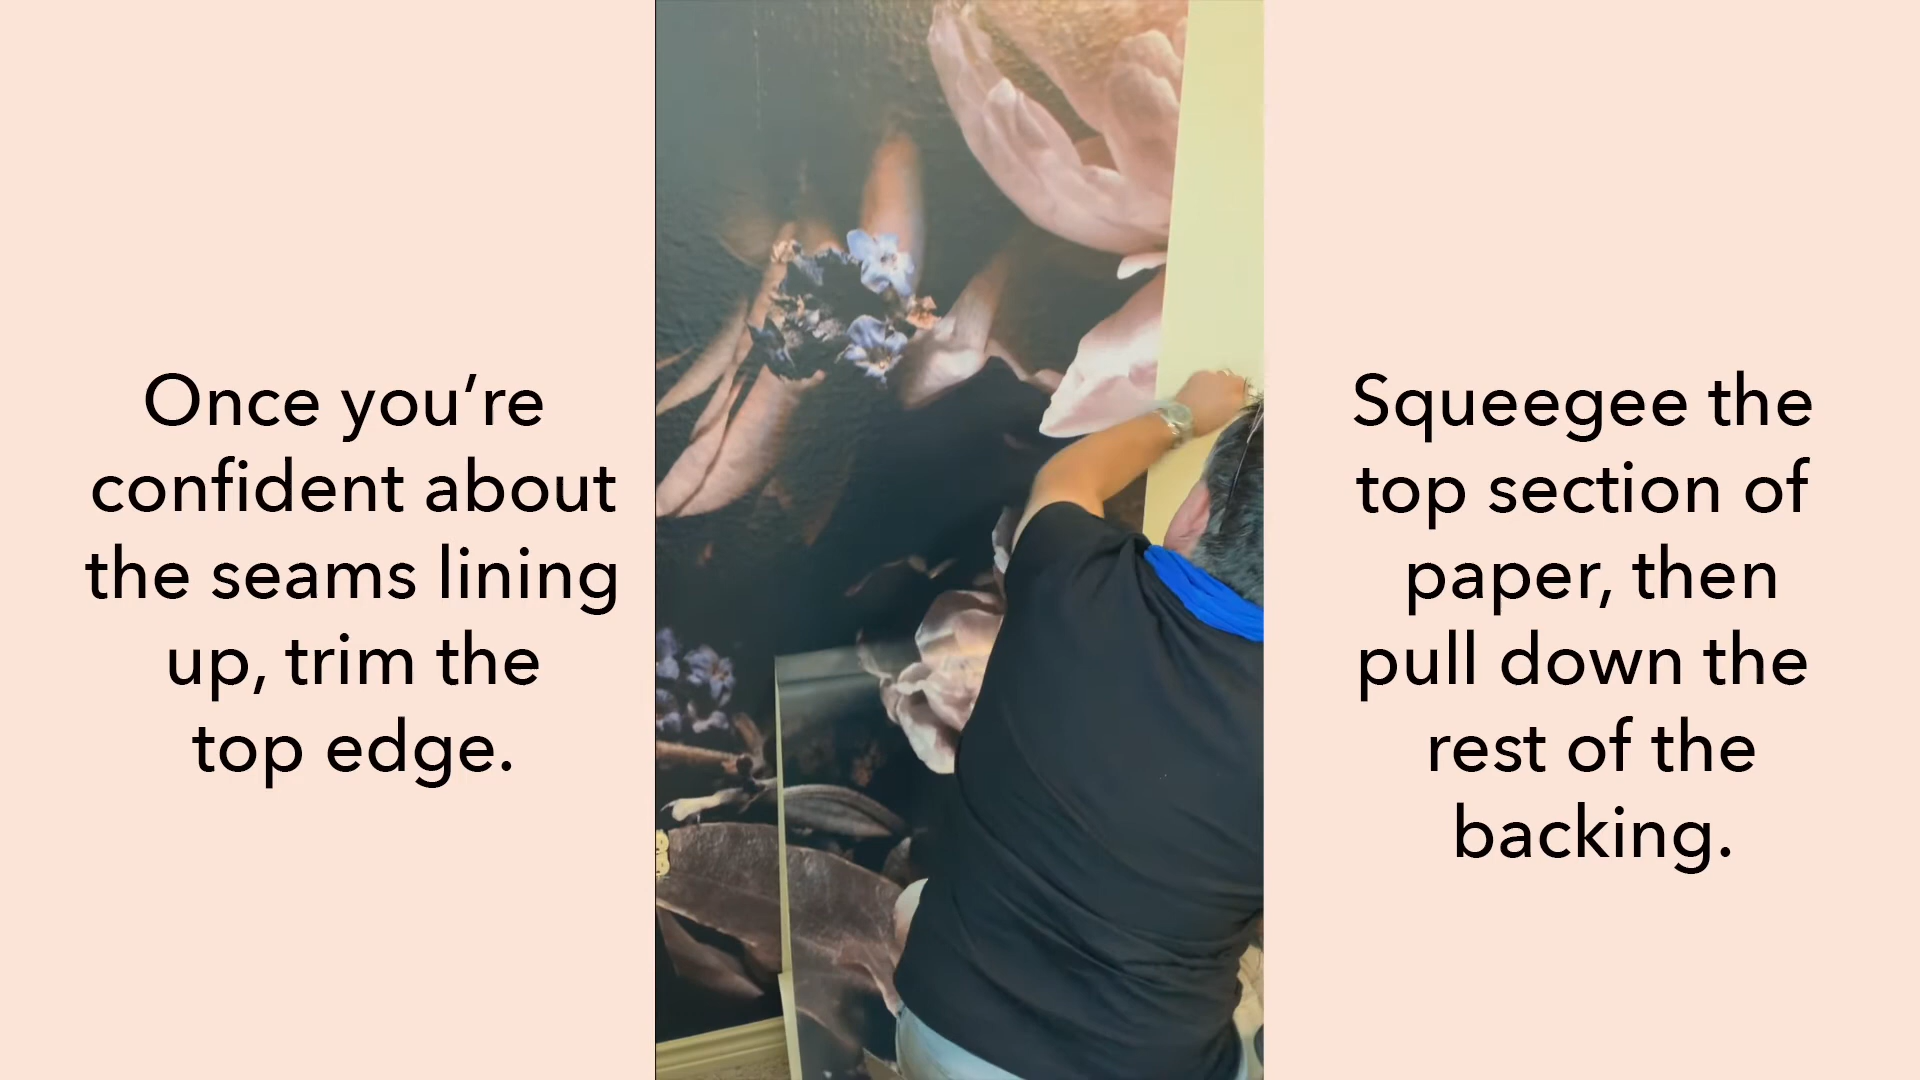 Once you’re
confident about
the seams lining
up, trim the
top edge.
Squeegee the
top section of
paper, then
pull down the
rest of the
backing.